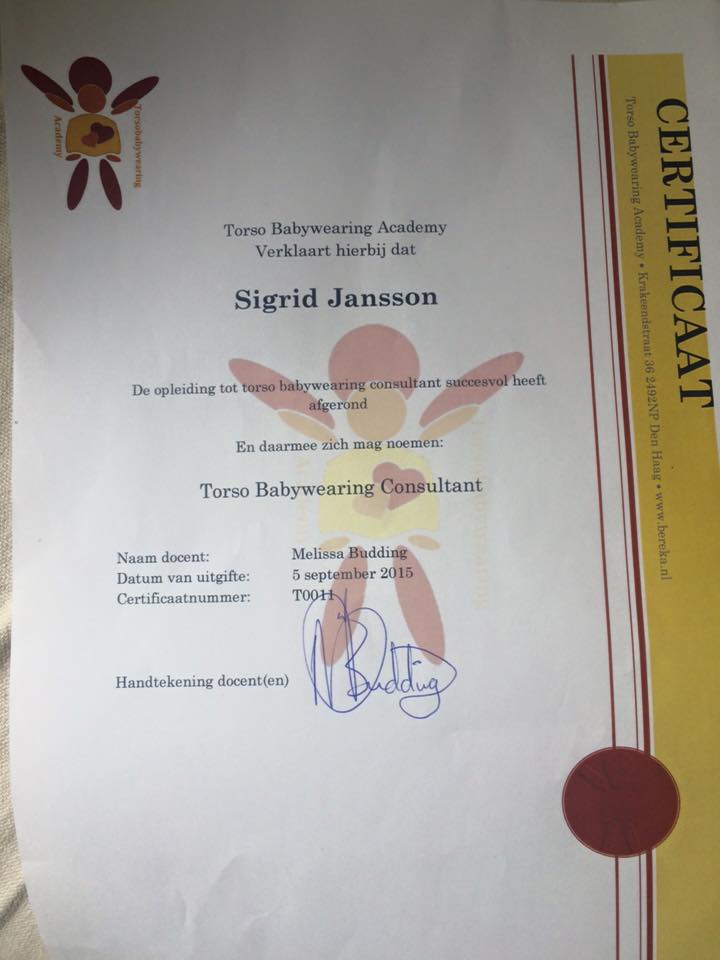 Torsobabywearing
Academy
CERTIFICAAT
Torso Babywearing Academy • Krakeendstraat 36 2492NP Den Haag • www.bereka.nl
Torso Babywearing Academy
Verklaart hierbij dat
Sigrid Jansson
De opleiding tot torso babywearing consultant succesvol heeft
afgerond
En daarmee zich mag noemen:
Torso Babywearing Consultant
Naam docent: Melissa Budding
Datum van uitgifte: 5 september 2015
Certificaatnummer: T0011
Handtekening docent(en) MBudding